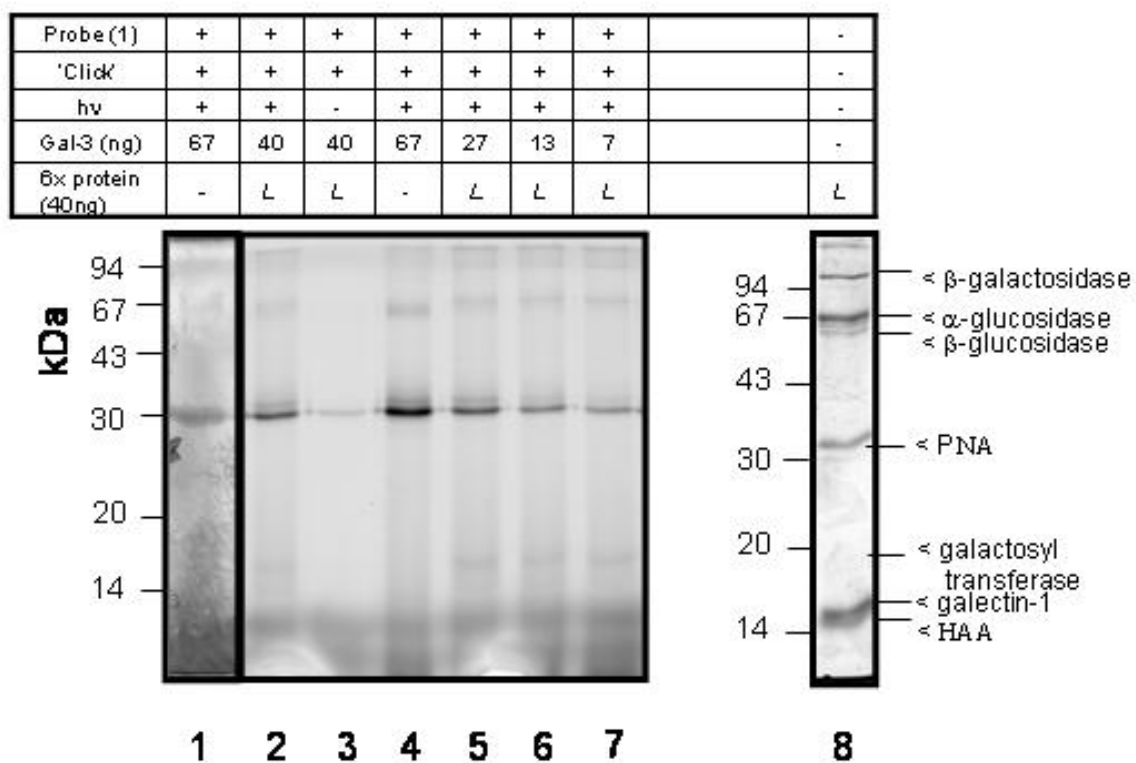 Probe (1) + + + + + + + -
'Click' + + + + + + + -
hν + + - + + + + -
Gal-3 (ng) 67 40 40 67 27 13 7 -
6x protein
(40ng) - L L - L L L L
kDa
94
67
43
30
20
14
94
67
43
30
20
14
< β-galactosidase
< α-glucosidase
< β-glucosidase
< PNA
< galactosyl
transferase
< galectin-1
< HAA
1 2 3 4 5 6 7 8